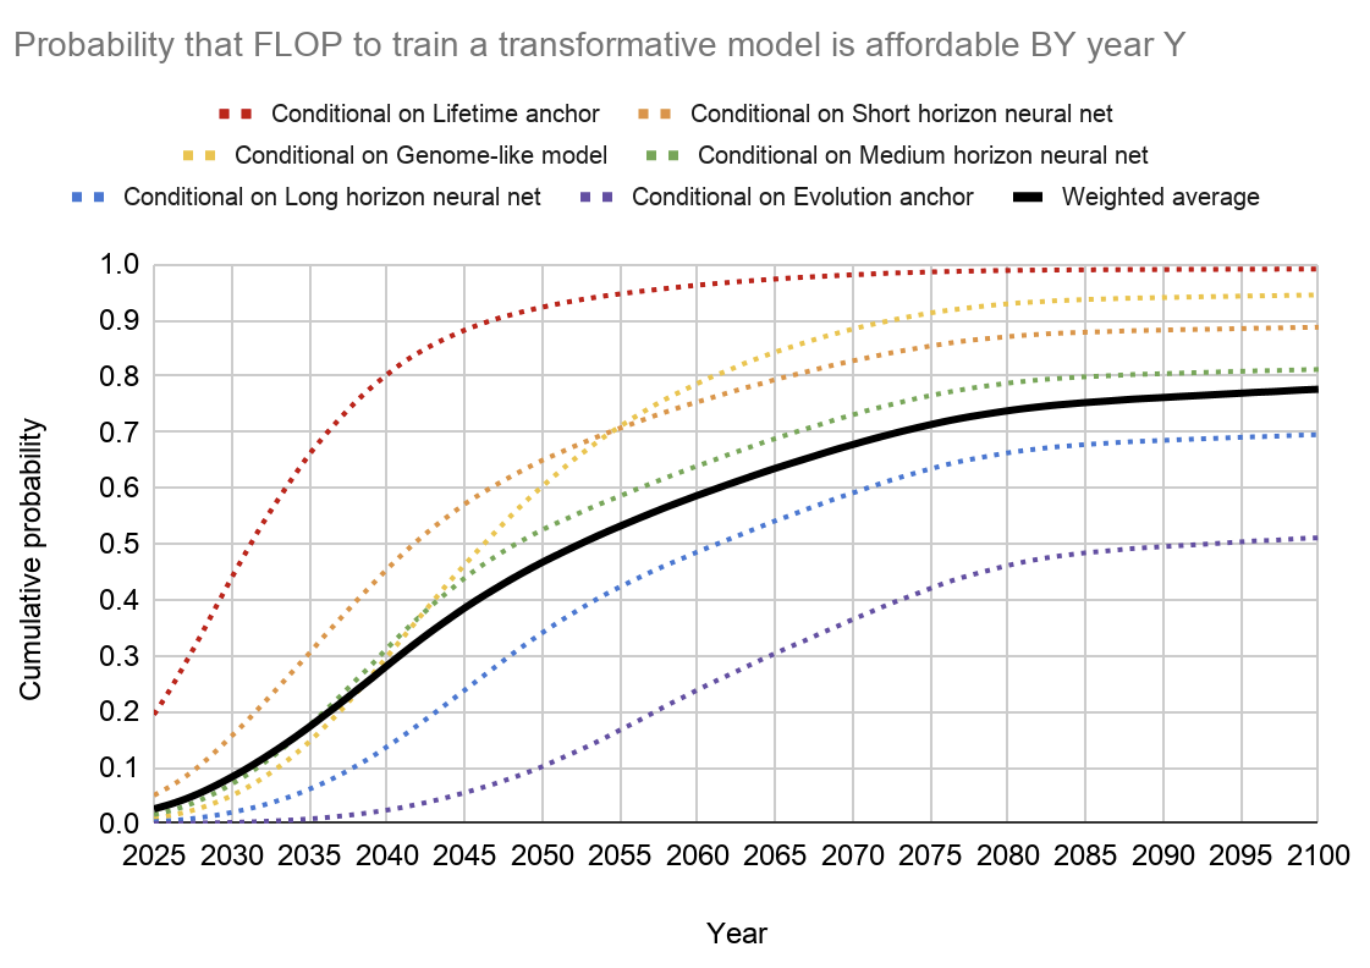 Probability that FLOP to train a transformative model is affordable BY year Y
Conditional on Lifetime anchor Conditional on Short horizon neural net
Conditional on Genome-like model Conditional on Medium horizon neural net
Conditional on Long horizon neural net Conditional on Evolution anchor Weighted average
Cumulative probability
1.0
0.9
0.8
0.7
0.6
0.5
0.4
0.3
0.2
0.1
0.0
2025 2030 2035 2040 2045 2050 2055 2060 2065 2070 2075 2080 2085 2090 2095 2100
Year